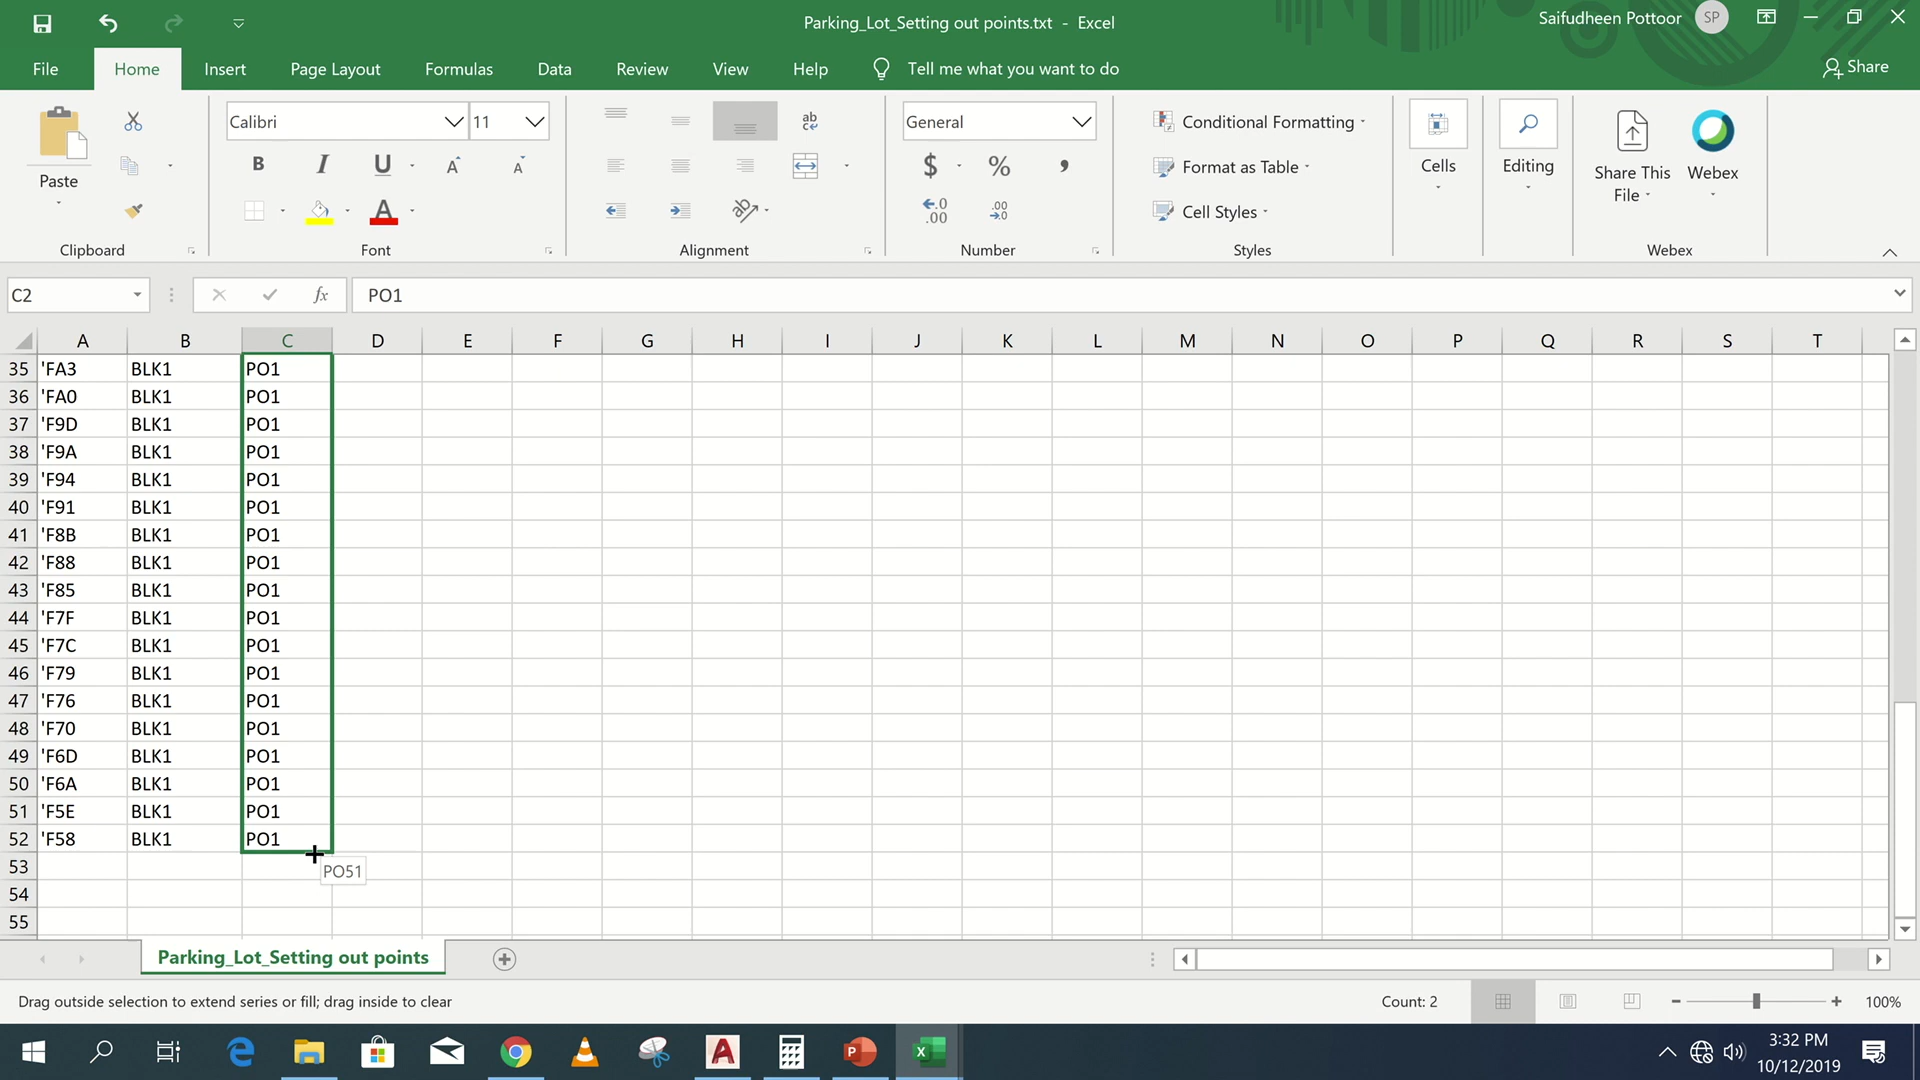 Parking_Lot_Setting out points.txt - Excel
Saifudheen Pottoor SP
File Home Insert Page Layout Formulas Data Review View Help Tell me what you want to do Share
Calibri 11 General Conditional Formatting
Paste B I U A A $ % , Format as Table Cells Editing Share This File Webex
A Cell Styles
Clipboard Font Alignment Number Styles Webex
C2 fx PO1
A B C D E F G H I J K L M N O P Q R S T
35 'FA3 BLK1 PO1
36 'FA0 BLK1 PO1
37 'F9D BLK1 PO1
38 'F9A BLK1 PO1
39 'F94 BLK1 PO1
40 'F91 BLK1 PO1
41 'F8B BLK1 PO1
42 'F88 BLK1 PO1
43 'F85 BLK1 PO1
44 'F7F BLK1 PO1
45 'F7C BLK1 PO1
46 'F79 BLK1 PO1
47 'F76 BLK1 PO1
48 'F70 BLK1 PO1
49 'F6D BLK1 PO1
50 'F6A BLK1 PO1
51 'F5E BLK1 PO1
52 'F58 BLK1 PO1
53 PO51
54
55
Parking_Lot_Setting out points
Drag outside selection to extend series or fill; drag inside to clear Count: 2 100%
3:32 PM
10/12/2019